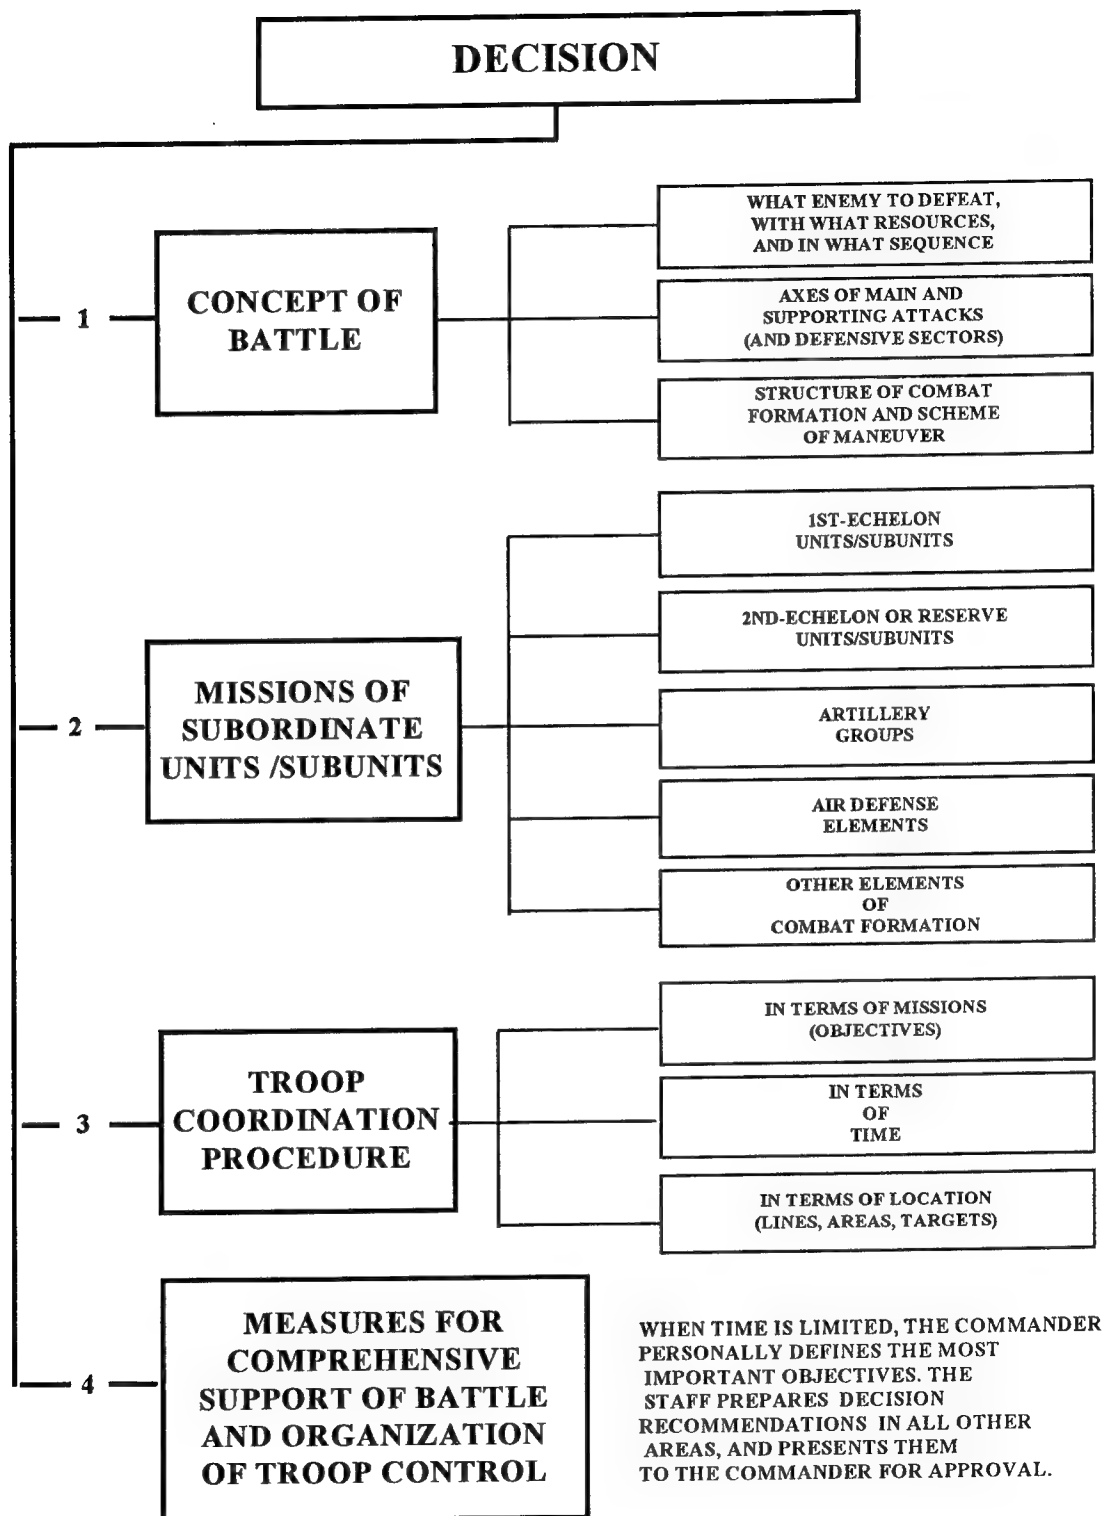 DECISION
1
CONCEPT OF
BATTLE
WHAT ENEMY TO DEFEAT,
WITH WHAT RESOURCES,
AND IN WHAT SEQUENCE
AXES OF MAIN AND
SUPPORTING ATTACKS
(AND DEFENSIVE SECTORS)
STRUCTURE OF COMBAT
FORMATION AND SCHEME
OF MANEUVER
2
MISSIONS OF
SUBORDINATE
UNITS /SUBUNITS
1ST-ECHELON
UNITS/SUBUNITS
2ND-ECHELON OR RESERVE
UNITS/SUBUNITS
ARTILLERY
GROUPS
AIR DEFENSE
ELEMENTS
OTHER ELEMENTS
OF
COMBAT FORMATION
3
TROOP
COORDINATION
PROCEDURE
IN TERMS OF MISSIONS
(OBJECTIVES)
IN TERMS
OF
TIME
IN TERMS OF LOCATION
(LINES, AREAS, TARGETS)
4
MEASURES FOR
COMPREHENSIVE
SUPPORT OF BATTLE
AND ORGANIZATION
OF TROOP CONTROL
WHEN TIME IS LIMITED, THE COMMANDER
PERSONALLY DEFINES THE MOST
IMPORTANT OBJECTIVES. THE
STAFF PREPARES DECISION
RECOMMENDATIONS IN ALL OTHER
AREAS, AND PRESENTS THEM
TO THE COMMANDER FOR APPROVAL.